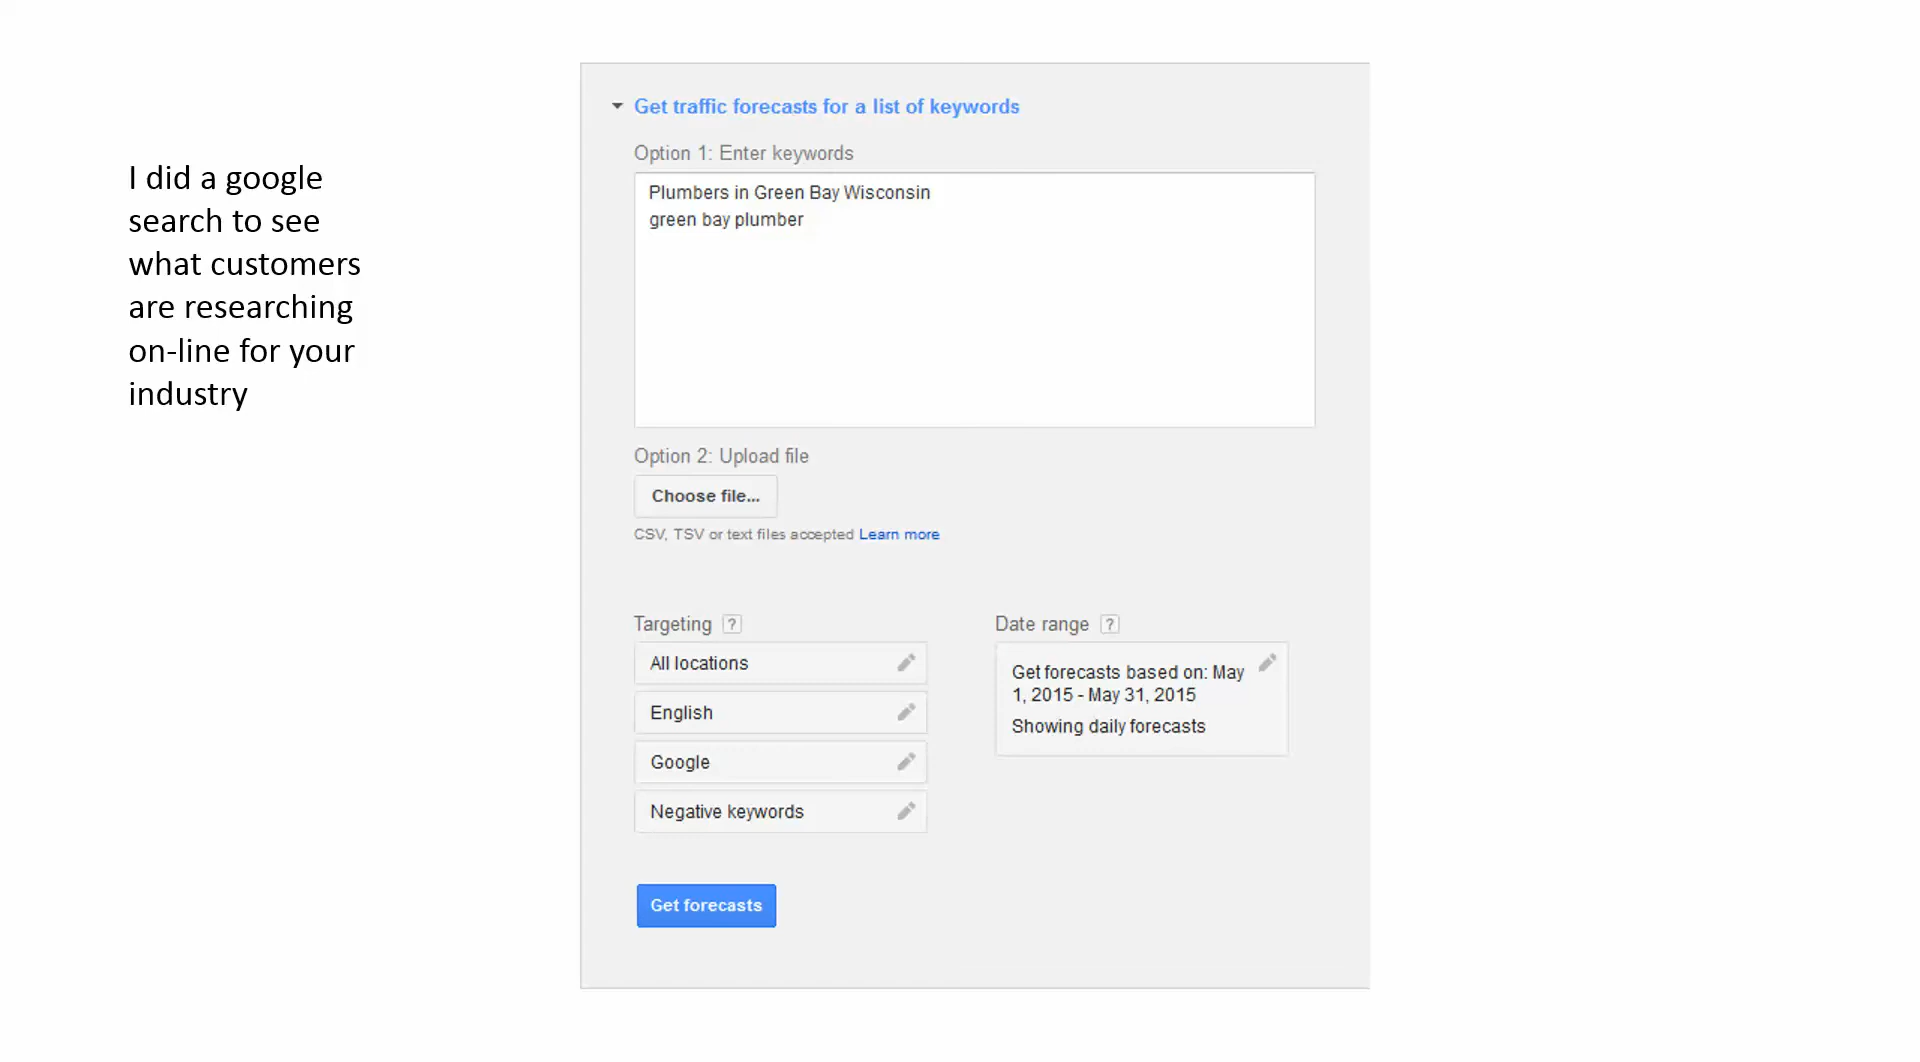 I did a google
search to see
what customers
are researching
on-line for your
industry
Get traffic forecasts for a list of keywords
Option 1: Enter keywords
Plumbers in Green Bay Wisconsin
green bay plumber
Option 2: Upload file
Choose file...
CSV, TSV or text files accepted Learn more
Targeting ?
All locations
English
Google
Negative keywords
Date range ?
Get forecasts based on: May
1, 2015 - May 31, 2015
Showing daily forecasts
Get forecasts